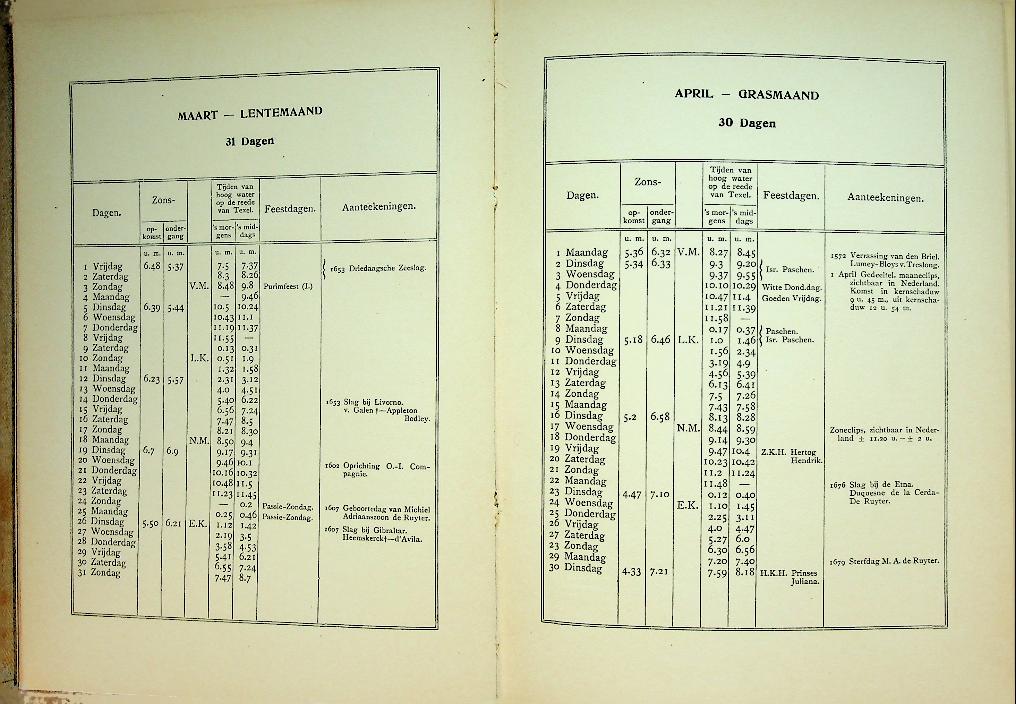 MAART — LENTEMAAND
31 Dagen
Dagen.
Zons-
Tijden van
hoog water
op de reede
van Texel.
Feestdagen.
Aanteekeningen.
op-
komst
onder-
gang
's mor-
gens
's mid-
dags
u. m. u. m. u. m. u. m.
1 Vrijdag 6.48 5.37 7.5 7.37 { 1653 Driedaagsche Zeeslag.
2 Zaterdag 8.3 8.26
3 Zondag V.M. 8.48 9.8 Purimfeest (I.)
4 Maandag — 9.46
5 Dinsdag 6.39 5.44 10.5 10.24
6 Woensdag 10.43 11.1
7 Donderdag 11.19 11.37
8 Vrijdag 11.55 —
9 Zaterdag 0.13 0.31
10 Zondag L.K. 0.51 1.9
11 Maandag 1.32 1.58
12 Dinsdag 6.23 5.57 2.31 3.12
13 Woensdag 4.0 4.51
14 Donderdag 5.40 6.22 1653 Slag bij Livorno.
15 Vrijdag 6.56 7.24 v. Galen †—Appleton
16 Zaterdag 7.47 8.5 Bodley.
17 Zondag 8.21 8.30
18 Maandag N.M. 8.50 9.4
19 Dinsdag 6.7 6.9 9.17 9.31
20 Woensdag 9.46 10.1 1602 Oprichting O.-I. Com-
21 Donderdag 10.16 10.32 pagnie.
22 Vrijdag 10.48 11.5
23 Zaterdag 11.23 11.45
24 Zondag — 0.2 Passie-Zondag. 1607 Geboortedag van Michiel
25 Maandag 0.25 0.46 Passie-Zondag. Adriaanszoon de Ruyter.
26 Dinsdag 5.50 6.21 E.K. 1.12 1.42 1607 Slag bij Gibraltar.
27 Woensdag 2.19 3.5 Heemskerck†—d'Avila.
28 Donderdag 3.58 4.53
29 Vrijdag 5.41 6.21
30 Zaterdag 6.55 7.24
31 Zondag 7.47 8.7
APRIL — GRASMAAND
30 Dagen
Dagen.
Zons-
Tijden van
hoog water
op de reede
van Texel.
Feestdagen.
Aanteekeningen.
op-
komst
onder-
gang
's mor-
gens
's mid-
dags
u. m. u. m. u. m. u. m.
1 Maandag 5.36 6.32 V.M. 8.27 8.45 1572 Verrassing van den Briel.
2 Dinsdag 5.34 6.33 9.3 9.20 } Isr. Paschen. Lumey-Bloys v. Treslong.
3 Woensdag 9.37 9.55 1 April Gedeeltel. maaneclips,
4 Donderdag 10.10 10.29 Witte Dond.dag. zichtbaar in Nederland.
5 Vrijdag 10.47 11.4 Goeden Vrijdag. Komst in kernschaduw
6 Zaterdag 11.21 11.39 9 u. 45 m., uit kernscha-
7 Zondag 11.58 — duw 12 u. 54 m.
8 Maandag 0.17 0.37 { Paschen.
9 Dinsdag 5.18 6.46 L.K. 1.0 1.46 Isr. Paschen.
10 Woensdag 1.56 2.34
11 Donderdag 3.19 4.9
12 Vrijdag 4.56 5.39
13 Zaterdag 6.13 6.41
14 Zondag 7.5 7.26
15 Maandag 7.43 7.58
16 Dinsdag 5.2 6.58 8.13 8.28
17 Woensdag N.M. 8.44 8.59 Zoneclips, zichtbaar in Neder-
18 Donderdag 9.14 9.30 land ± 11.20 u. — ± 2 u.
19 Vrijdag 9.47 10.4 Z.K.H. Hertog
20 Zaterdag 10.23 10.42 Hendrik.
21 Zondag 11.2 11.24
22 Maandag 11.48 — 1676 Slag bij de Etna.
23 Dinsdag 4.47 7.10 0.12 0.40 Duquesne de la Cerda-
24 Woensdag E.K. 1.10 1.45 De Ruyter.
25 Donderdag 2.25 3.11
26 Vrijdag 4.0 4.47
27 Zaterdag 5.27 6.0
23 Zondag 6.30 6.56
29 Maandag 7.20 7.40 1679 Sterfdag M. A. de Ruyter.
30 Dinsdag 4.33 7.21 7.59 8.18 H.K.H. Prinses
Juliana.